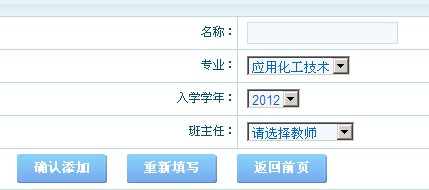 名称：
专业： 应用化工技术
入学学年： 2012
班主任： 请选择教师
确认添加 重新填写 返回前页